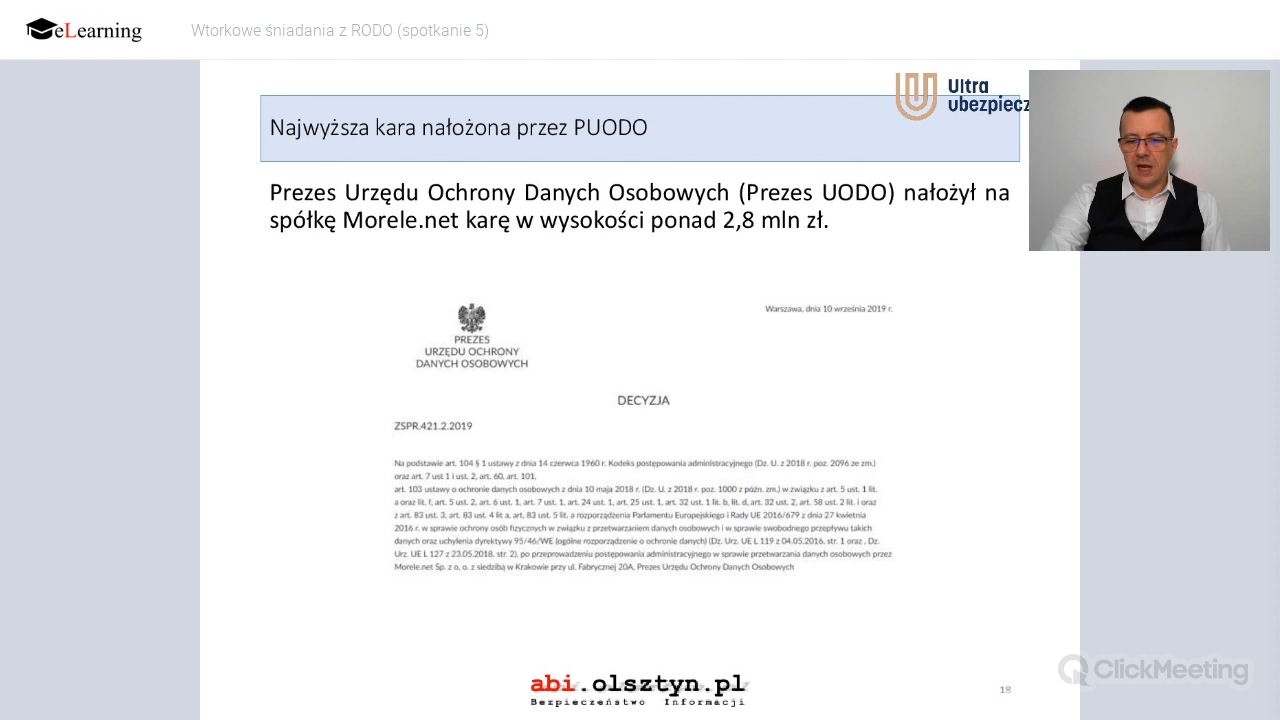 eLearning
Wtorkowe śniadania z RODO (spotkanie 5)
Ultra
ubezpiecz
Najwyższa kara nałożona przez PUODO
Prezes Urzędu Ochrony Danych Osobowych (Prezes UODO) nałożył na
spółkę Morele.net karę w wysokości ponad 2,8 mln zł.
Warszawa, dnia 10 września 2019 r.
PREZES
URZĘDU OCHRONY
DANYCH OSOBOWYCH
DECYZJA
ZSPR.421.2.2019
Na podstawie art. 104 § 1 ustawy z dnia 14 czerwca 1960 r. Kodeks postępowania administracyjnego (Dz. U. z 2018 r. poz. 2096 ze zm.)
oraz art. 7 ust 1 i ust. 2, art. 60, art. 101,
art. 103 ustawy o ochronie danych osobowych z dnia 10 maja 2018 r. (Dz. U. z 2018 r. poz. 1000 z późn. zm.) w związku z art. 5 ust. 1 lit.
a oraz lit. f, art. 5 ust. 2, art. 6 ust. 1, art. 7 ust. 1, art. 24 ust. 1, art. 25 ust. 1, art. 32 ust. 1 lit. b, lit. d, art. 32 ust. 2, art. 58 ust. 2 lit. i oraz
z art. 83 ust. 3, art. 83 ust. 4 lit a, art. 83 ust. 5 lit. a rozporządzenia Parlamentu Europejskiego i Rady UE 2016/679 z dnia 27 kwietnia
2016 r. w sprawie ochrony osób fizycznych w związku z przetwarzaniem danych osobowych i w sprawie swobodnego przepływu takich
danych oraz uchylenia dyrektywy 95/46/WE (ogólne rozporządzenie o ochronie danych) (Dz. Urz. UE L 119 z 04.05.2016, str. 1 oraz , Dz.
Urz. UE L 127 z 23.05.2018, str. 2), po przeprowadzeniu postępowania administracyjnego w sprawie przetwarzania danych osobowych przez
Morele.net Sp. z o. o. z siedzibą w Krakowie przy ul. Fabrycznej 20A, Prezes Urzędu Ochrony Danych Osobowych
abi.olsztyn.pl
Bezpieczeństwo Informacji
18
ClickMeeting